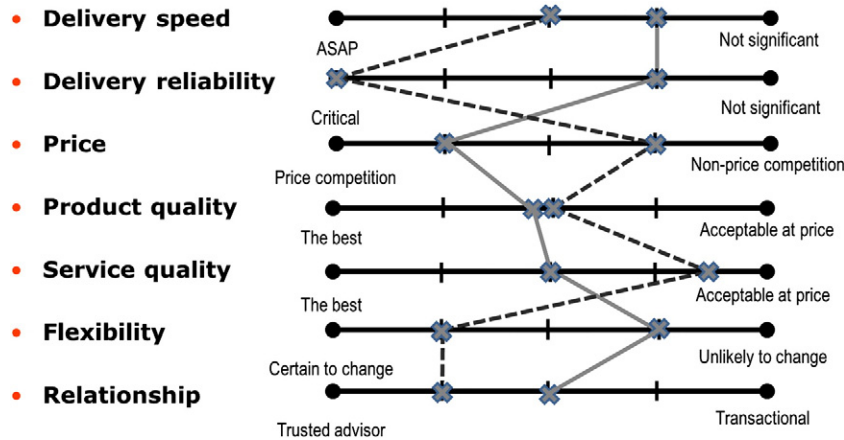 • Delivery speed
ASAP
Not significant
• Delivery reliability
Critical
Not significant
• Price
Price competition
Non-price competition
• Product quality
The best
Acceptable at price
• Service quality
The best
Acceptable at price
• Flexibility
Certain to change
Unlikely to change
• Relationship
Trusted advisor
Transactional